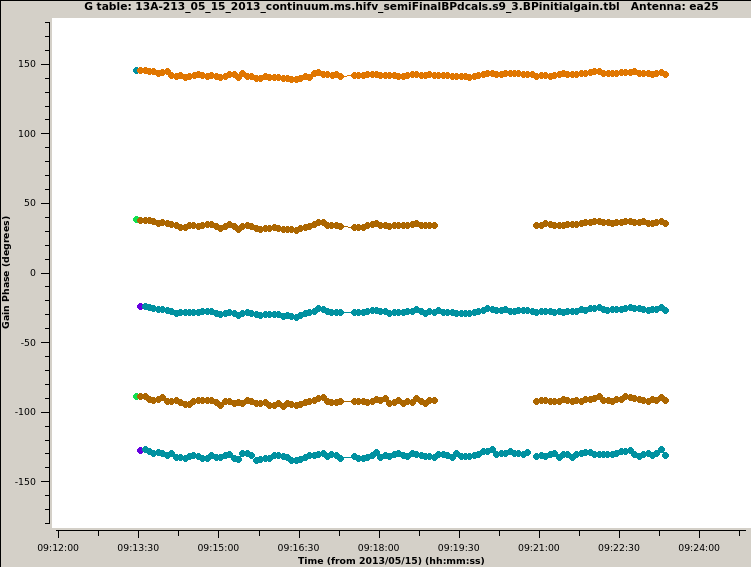 G table: 13A-213_05_15_2013_continuum.ms.hifv_semiFinalBPdcals.s9_3.BPinitialgain.tbl Antenna: ea25
Gain Phase (degrees)
150
100
50
0
-50
-100
-150
09:12:00 09:13:30 09:15:00 09:16:30 09:18:00 09:19:30 09:21:00 09:22:30 09:24:00
Time (from 2013/05/15) (hh:mm:ss)